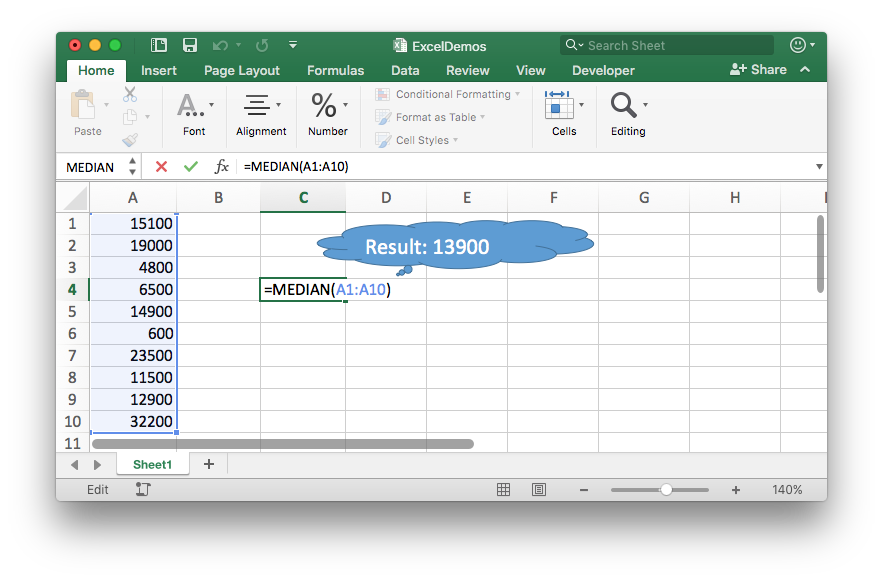 ExcelDemos
Search Sheet
Home Insert Page Layout Formulas Data Review View Developer Share
Paste
A...
Font
Alignment
%
Number
Conditional Formatting
Format as Table
Cell Styles
Cells
Editing
MEDIAN fx =MEDIAN(A1:A10)
A B C D E F G H
1 15100
2 19000
Result: 13900
3 4800
4 6500 =MEDIAN(A1:A10)
5 14900
6 600
7 23500
8 11500
9 12900
10 32200
11
Sheet1 +
Edit − + 140%